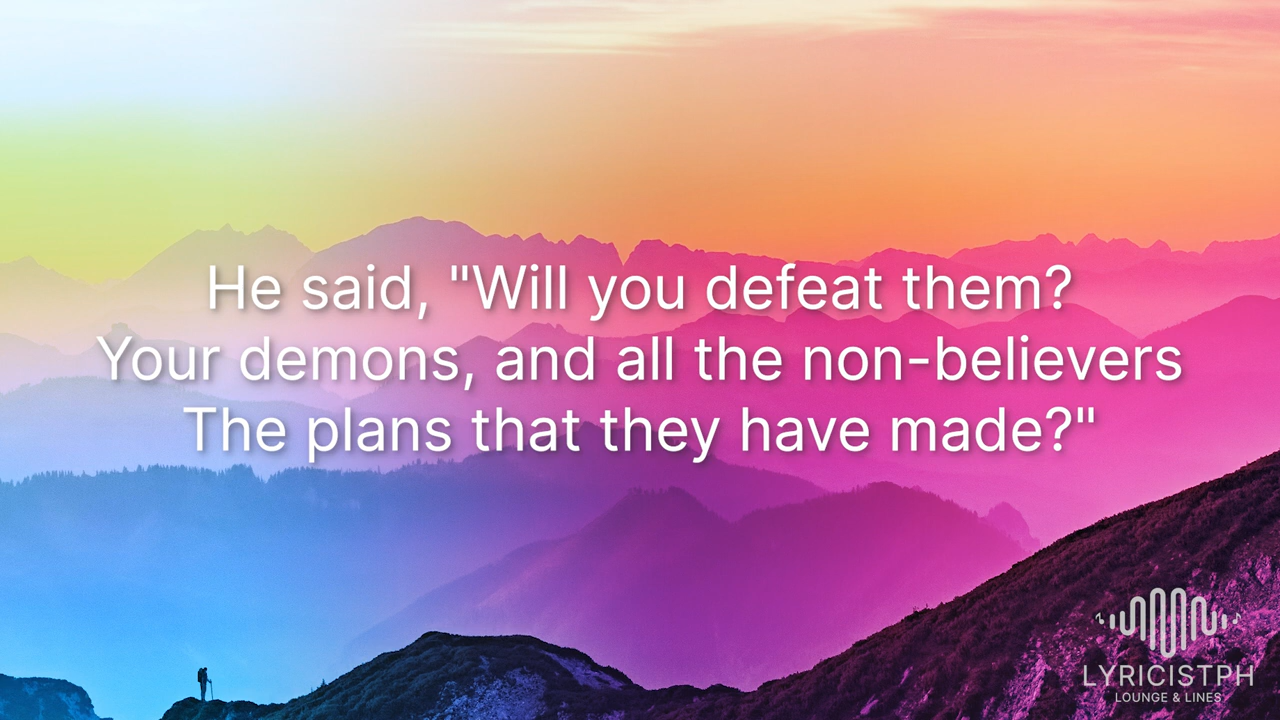 He said, "Will you defeat them?
Your demons, and all the non-believers
The plans that they have made?"
LYRICISTPH
LOUNGE & LINES